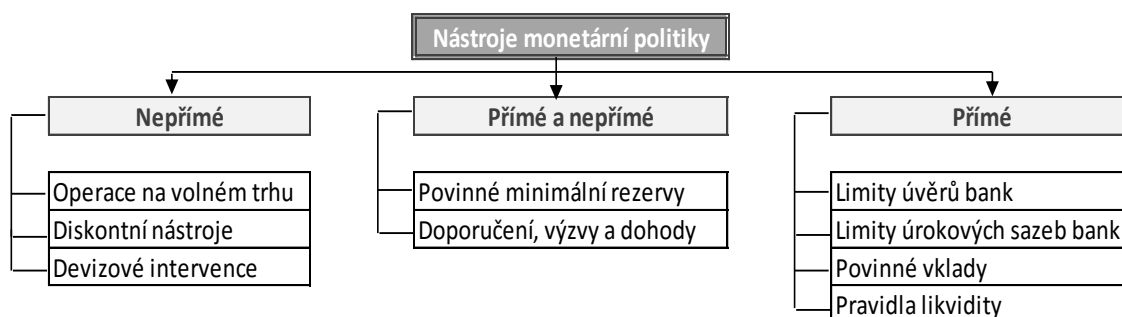 Nástroje monetární politiky
Nepřímé
Operace na volném trhu
Diskontní nástroje
Devizové intervence
Přímé a nepřímé
Povinné minimální rezervy
Doporučení, výzvy a dohody
Přímé
Limity úvěrů bank
Limity úrokových sazeb bank
Povinné vklady
Pravidla likvidity